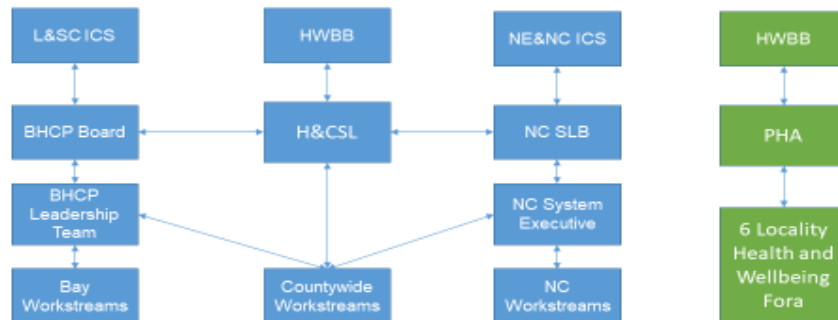 L&SC ICS
HWBB
NE&NC ICS
HWBB
BHCP Board
H&CSL
NC SLB
PHA
BHCP
Leadership
Team
NC System
Executive
6 Locality
Health and
Wellbeing
Fora
Bay
Workstreams
Countywide
Workstreams
NC
Workstreams